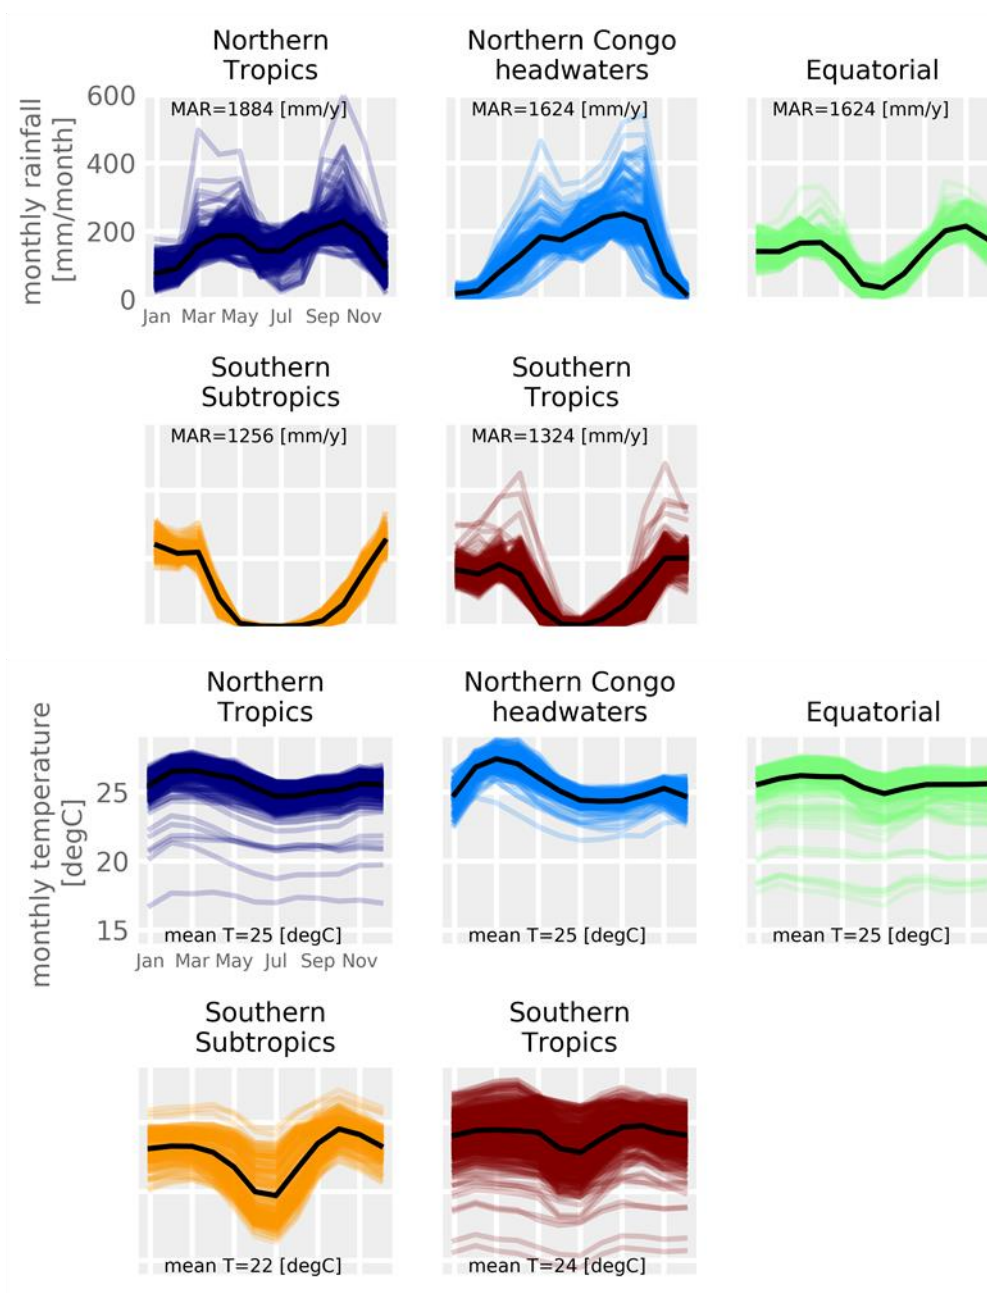 Northern
Tropics
Northern Congo
headwaters
Equatorial
monthly rainfall
[mm/month]
600
400
200
0
MAR=1884 [mm/y]
MAR=1624 [mm/y]
MAR=1624 [mm/y]
Jan Mar May Jul Sep Nov
Southern
Subtropics
Southern
Tropics
MAR=1256 [mm/y]
MAR=1324 [mm/y]
Northern
Tropics
Northern Congo
headwaters
Equatorial
monthly temperature
[degC]
25
20
15
mean T=25 [degC]
mean T=25 [degC]
mean T=25 [degC]
Jan Mar May Jul Sep Nov
Southern
Subtropics
Southern
Tropics
mean T=22 [degC]
mean T=24 [degC]